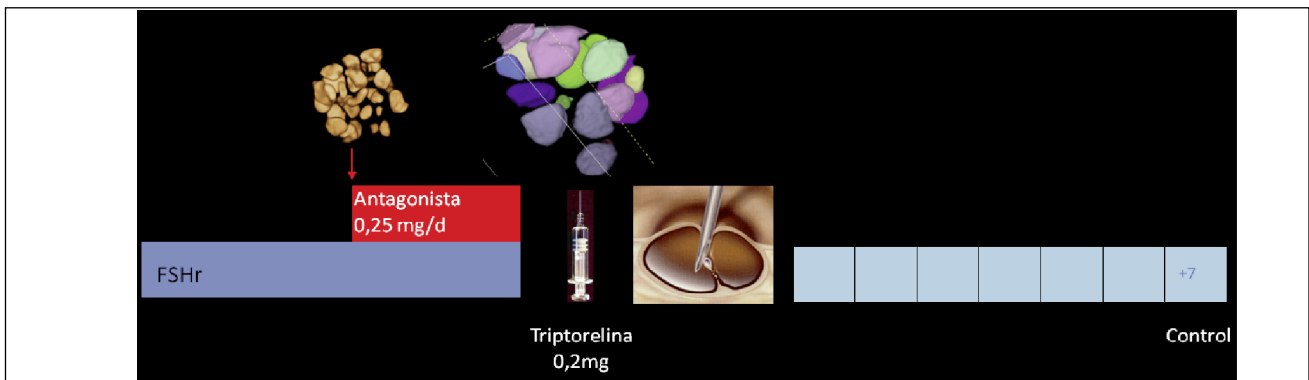 Antagonista
0,25 mg/d
FSHr
+7
Triptorelina
0,2mg
Control